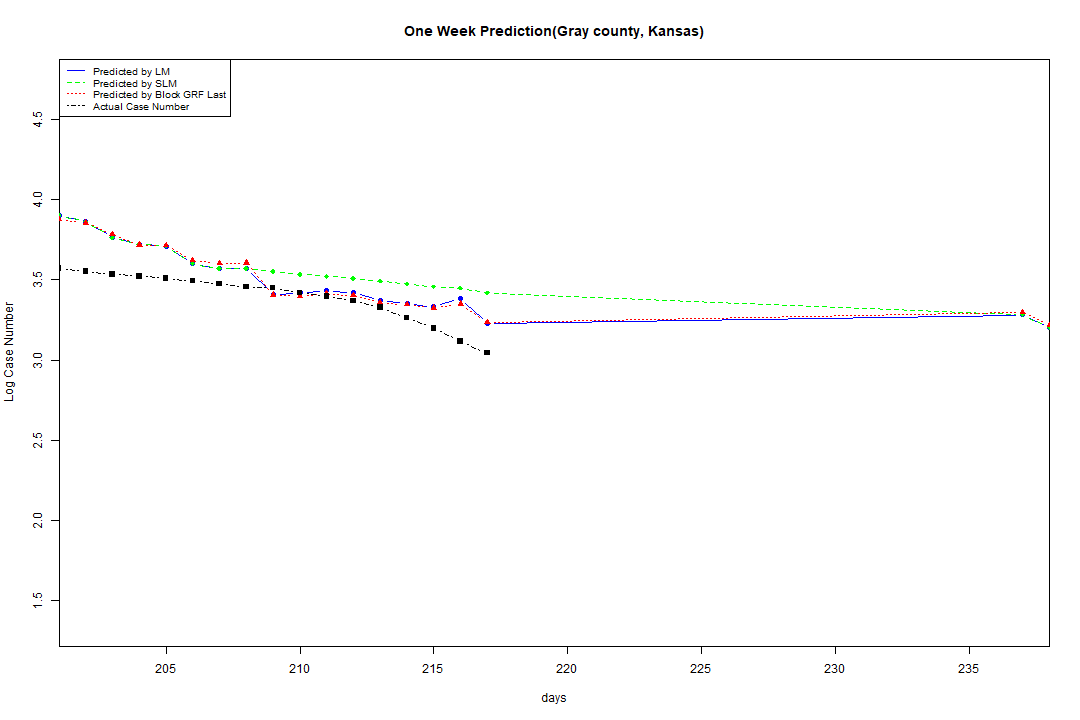 One Week Prediction(Gray county, Kansas)
Predicted by LM
Predicted by SLM
Predicted by Block GRF Last
Actual Case Number
4.5
4.0
3.5
3.0
2.5
2.0
1.5
Log Case Number
205 210 215 220 225 230 235
days